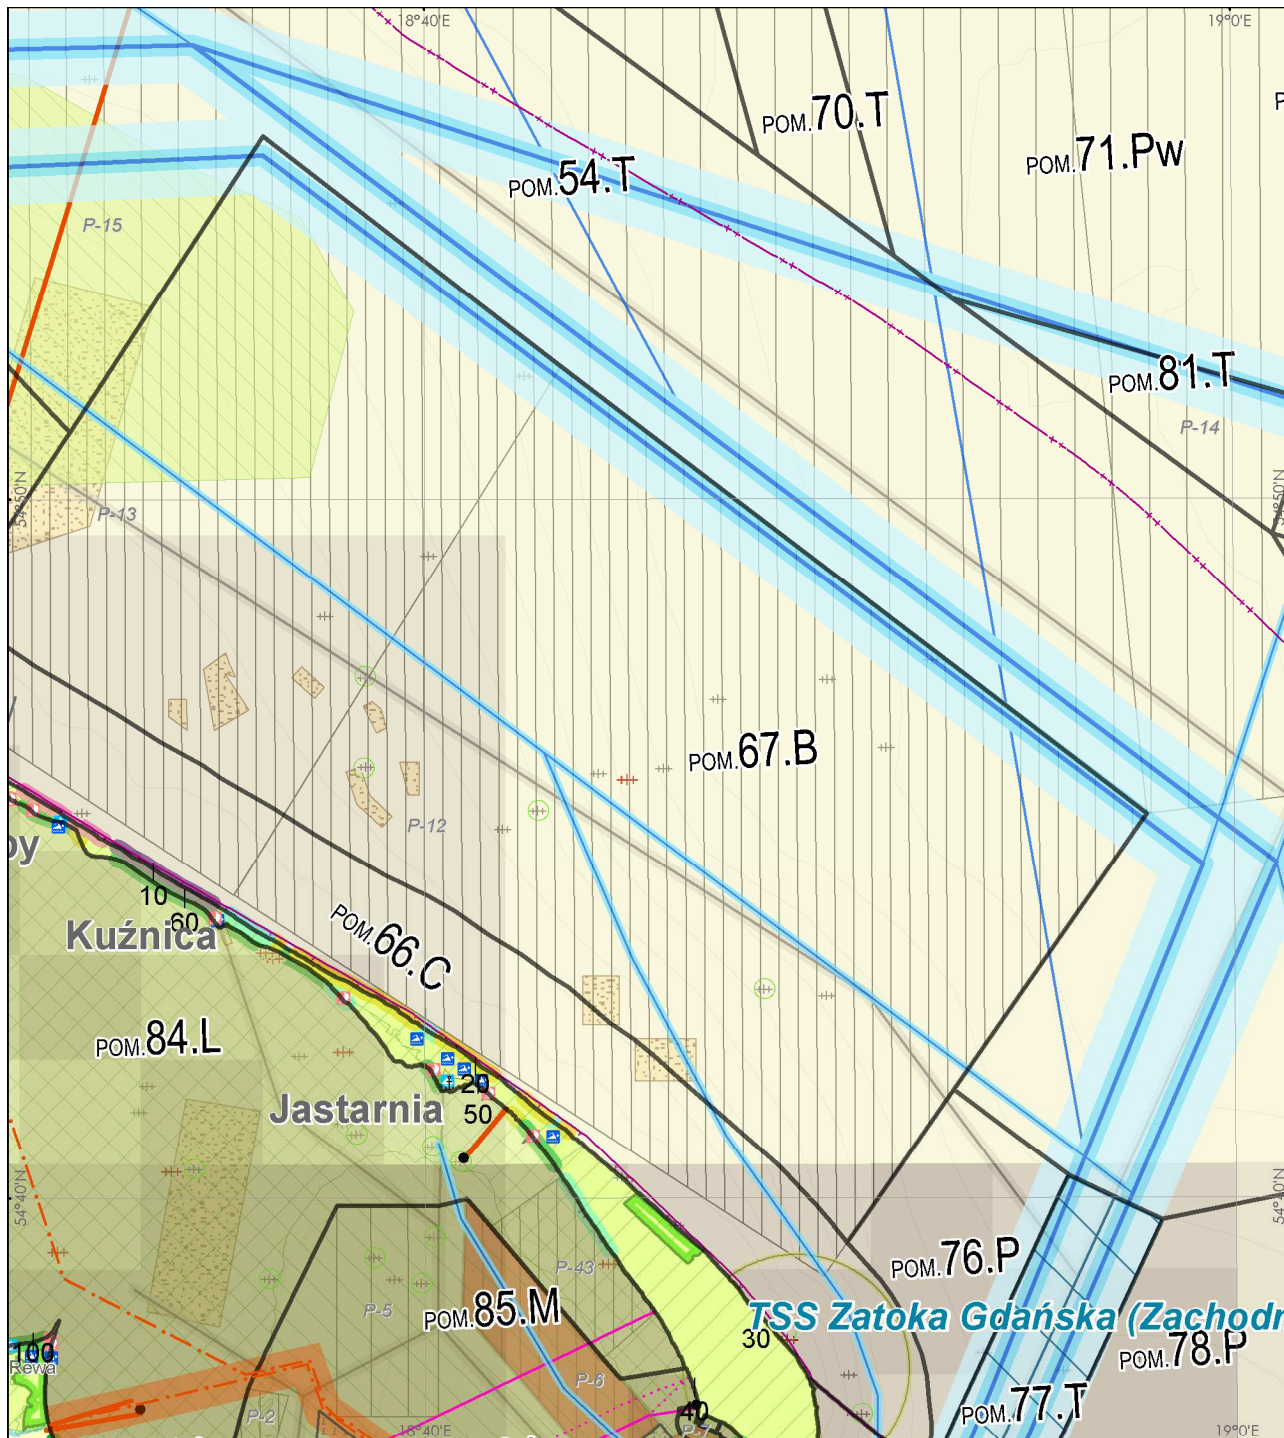 18°40'E
19°0'E
POM.70.T
POM.71.Pw
POM.54.T
P-15
POM.81.T
P-14
54°50'N
54°50'N
P-13
POM.67.B
P-12
10
60
Kuźnica
POM.66.C
POM.84.L
20
Jastarnia
50
54°40'N
54°40'N
POM.76.P
P-43
P-5
POM.85.M
TSS Zatoka Gdańska (Zachodn
30
100
Rewa
POM.78.P
P-6
POM.77.T
40
P-2
P-7
18°40'E
19°0'E